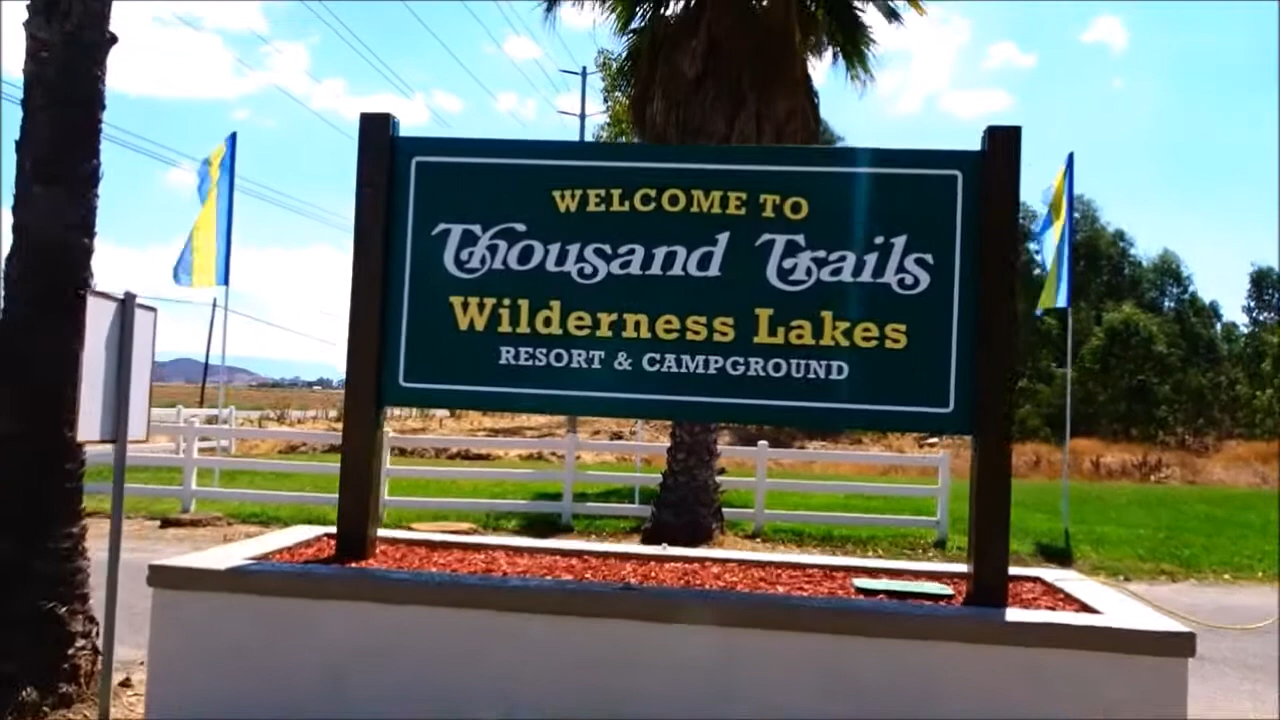 WELCOME TO
Thousand Trails
Wilderness Lakes
RESORT & CAMPGROUND